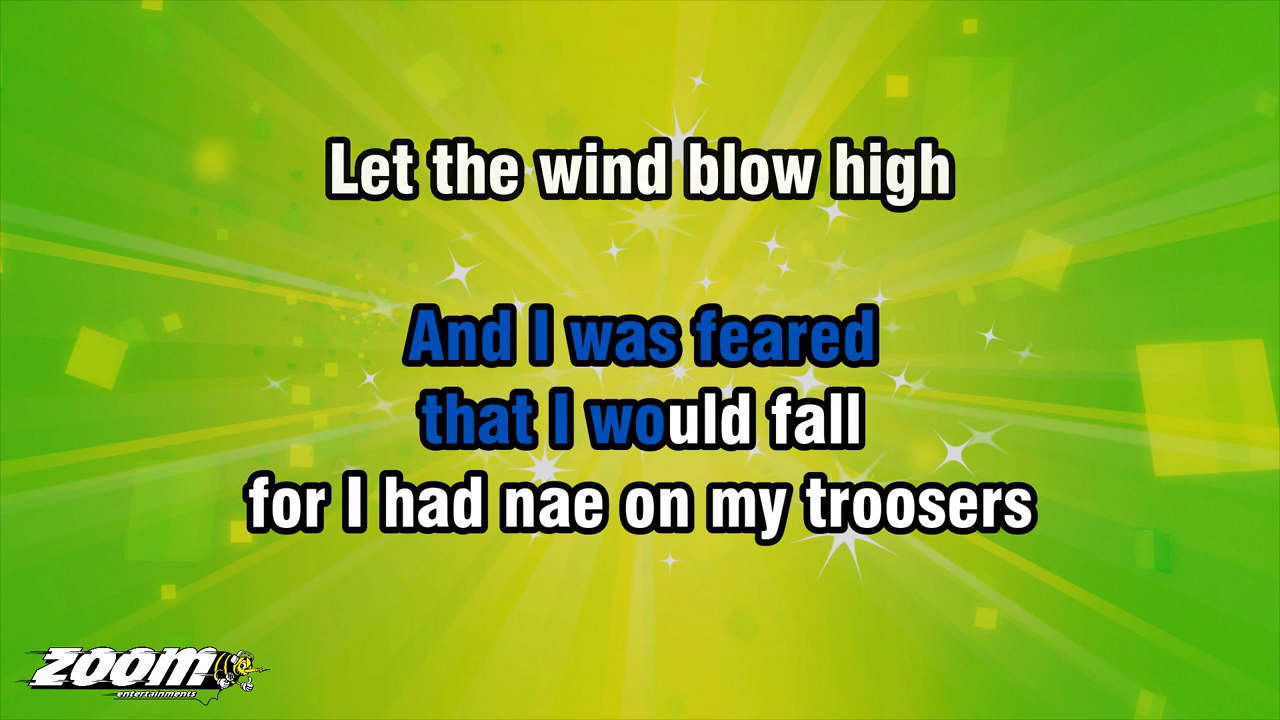 Let the wind blow high
And I was feared
that I would fall
for I had nae on my troosers
zoom
entertainments